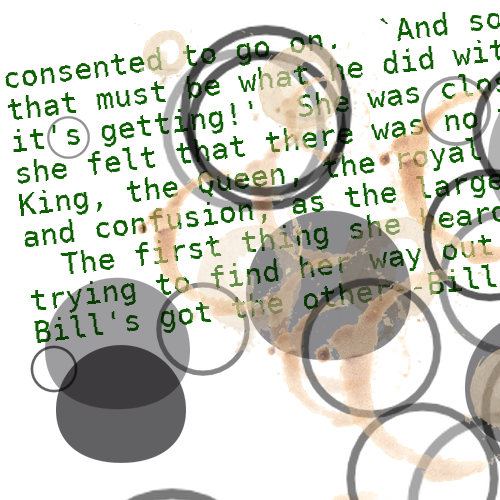 consented to go on. `And so
that must be what he did wit
it's getting!' She was clos
she felt that there was no
King, the Queen, the royal
and confusion, as the large
The first thing she heard
trying to find her way out
Bill's got the other--Bill